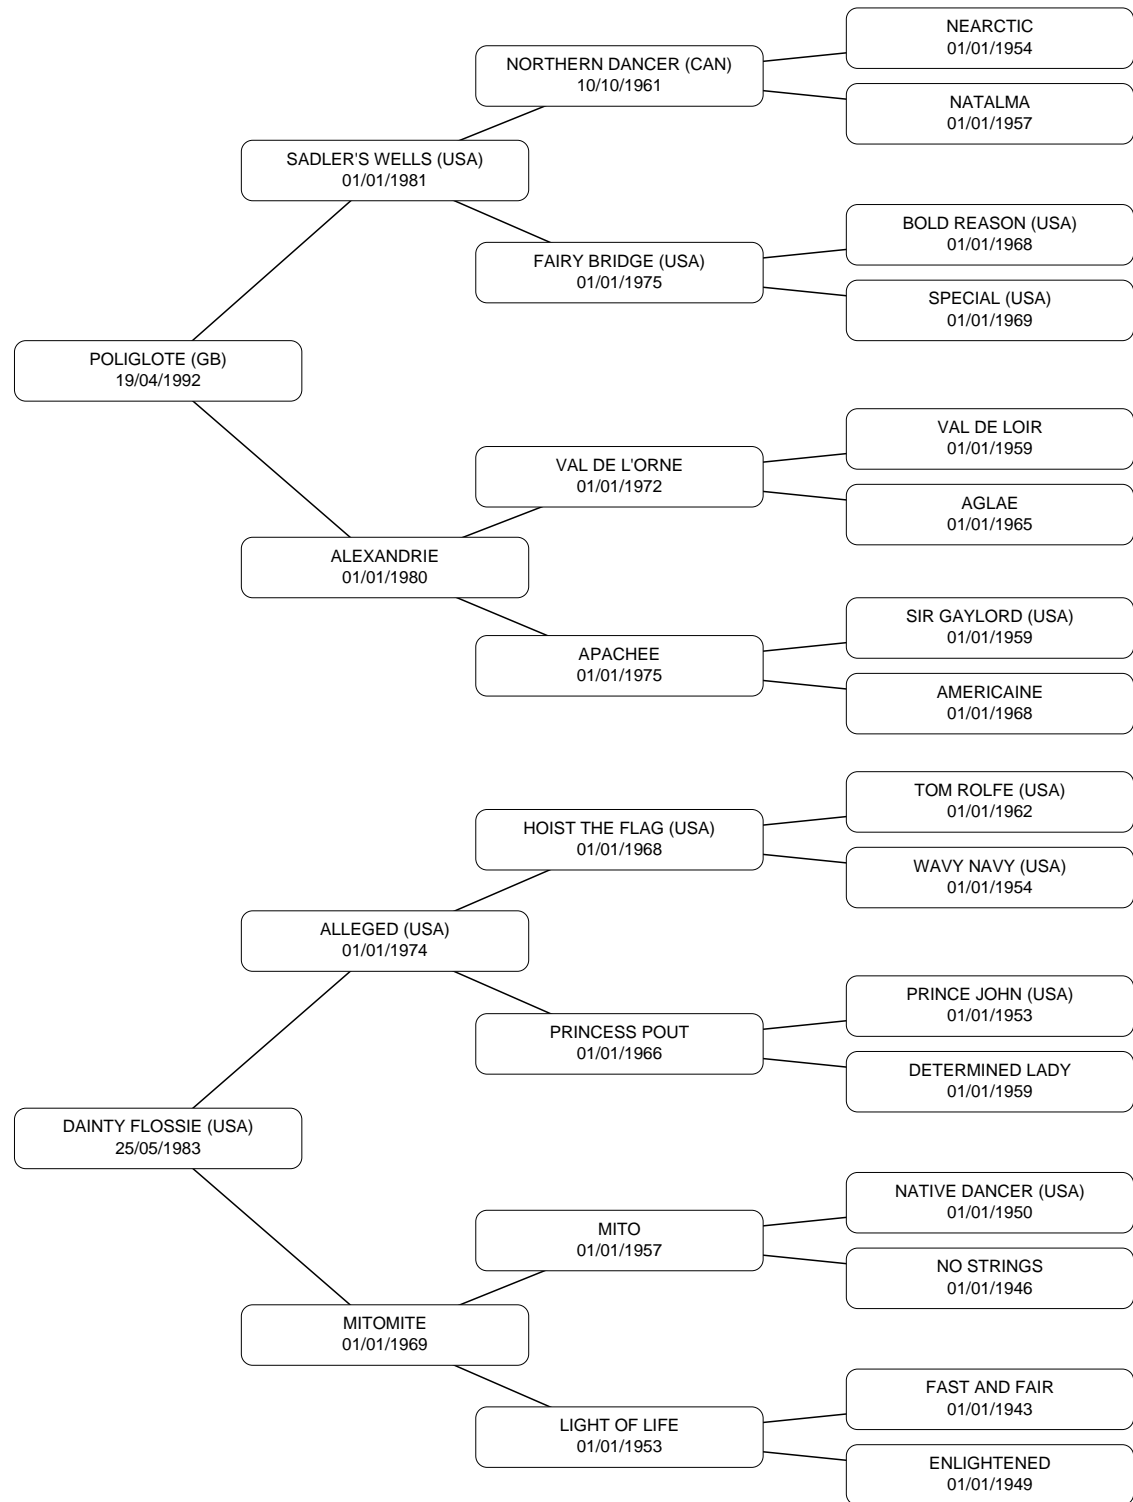 NEARCTIC
01/01/1954
NORTHERN DANCER (CAN)
10/10/1961
NATALMA
01/01/1957
SADLER'S WELLS (USA)
01/01/1981
BOLD REASON (USA)
01/01/1968
FAIRY BRIDGE (USA)
01/01/1975
SPECIAL (USA)
01/01/1969
POLIGLOTE (GB)
19/04/1992
VAL DE LOIR
01/01/1959
VAL DE L'ORNE
01/01/1972
AGLAE
01/01/1965
ALEXANDRIE
01/01/1980
SIR GAYLORD (USA)
01/01/1959
APACHEE
01/01/1975
AMERICAINE
01/01/1968
TOM ROLFE (USA)
01/01/1962
HOIST THE FLAG (USA)
01/01/1968
WAVY NAVY (USA)
01/01/1954
ALLEGED (USA)
01/01/1974
PRINCE JOHN (USA)
01/01/1953
PRINCESS POUT
01/01/1966
DETERMINED LADY
01/01/1959
DAINTY FLOSSIE (USA)
25/05/1983
NATIVE DANCER (USA)
01/01/1950
MITO
01/01/1957
NO STRINGS
01/01/1946
MITOMITE
01/01/1969
FAST AND FAIR
01/01/1943
LIGHT OF LIFE
01/01/1953
ENLIGHTENED
01/01/1949